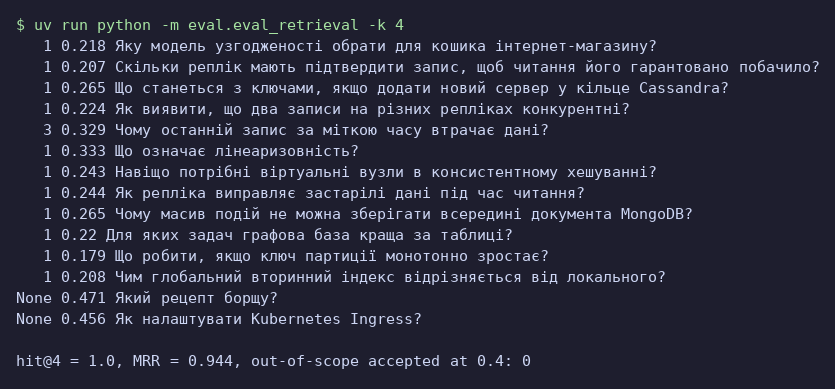 $ uv run python -m eval.eval_retrieval -k 4
1 0.218 Яку модель узгодженості обрати для кошика інтернет-магазину?
1 0.207 Скільки реплік мають підтвердити запис, щоб читання його гарантовано побачило?
1 0.265 Що станеться з ключами, якщо додати новий сервер у кільце Cassandra?
1 0.224 Як виявити, що два записи на різних репліках конкурентні?
3 0.329 Чому останній запис за міткою часу втрачає дані?
1 0.333 Що означає лінеаризовність?
1 0.243 Навіщо потрібні віртуальні вузли в консистентному хешуванні?
1 0.244 Як репліка виправляє застарілі дані під час читання?
1 0.265 Чому масив подій не можна зберігати всередині документа MongoDB?
1 0.22 Для яких задач графова база краща за таблиці?
1 0.179 Що робити, якщо ключ партиції монотонно зростає?
1 0.208 Чим глобальний вторинний індекс відрізняється від локального?
None 0.471 Який рецепт борщу?
None 0.456 Як налаштувати Kubernetes Ingress?
hit@4 = 1.0, MRR = 0.944, out-of-scope accepted at 0.4: 0